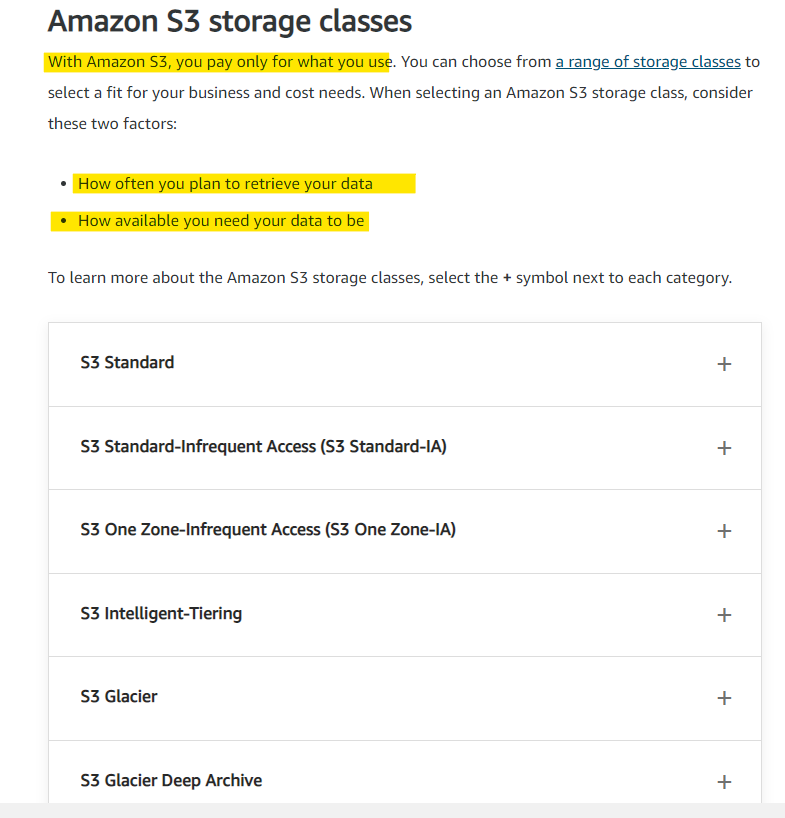 Amazon S3 storage classes
With Amazon S3, you pay only for what you use. You can choose from a range of storage classes to
select a fit for your business and cost needs. When selecting an Amazon S3 storage class, consider
these two factors:
• How often you plan to retrieve your data
• How available you need your data to be
To learn more about the Amazon S3 storage classes, select the + symbol next to each category.
S3 Standard +
S3 Standard-Infrequent Access (S3 Standard-IA) +
S3 One Zone-Infrequent Access (S3 One Zone-IA) +
S3 Intelligent-Tiering +
S3 Glacier +
S3 Glacier Deep Archive +